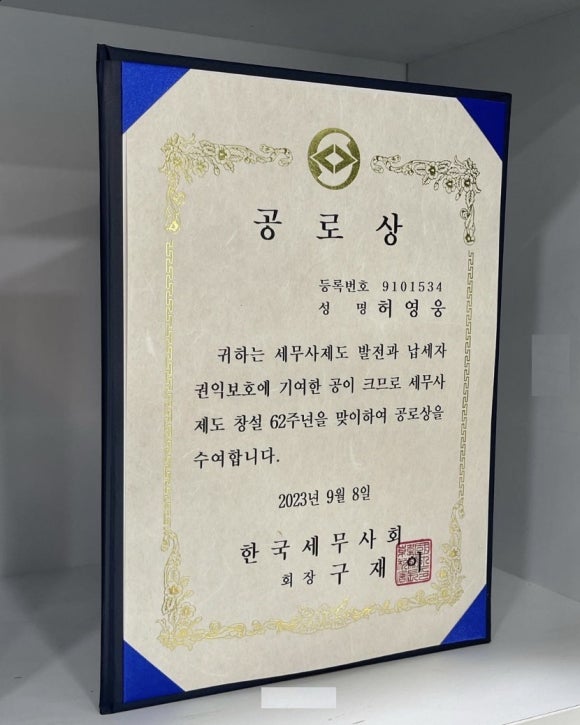 공로상
등록번호 9101534
성 명 허영웅
귀하는 세무사제도 발전과 납세자
권익보호에 기여한 공이 크므로 세무사
제도 창설 62주년을 맞이하여 공로상을
수여합니다.
2023년 9월 8일
한국세무사회
회장 구재이